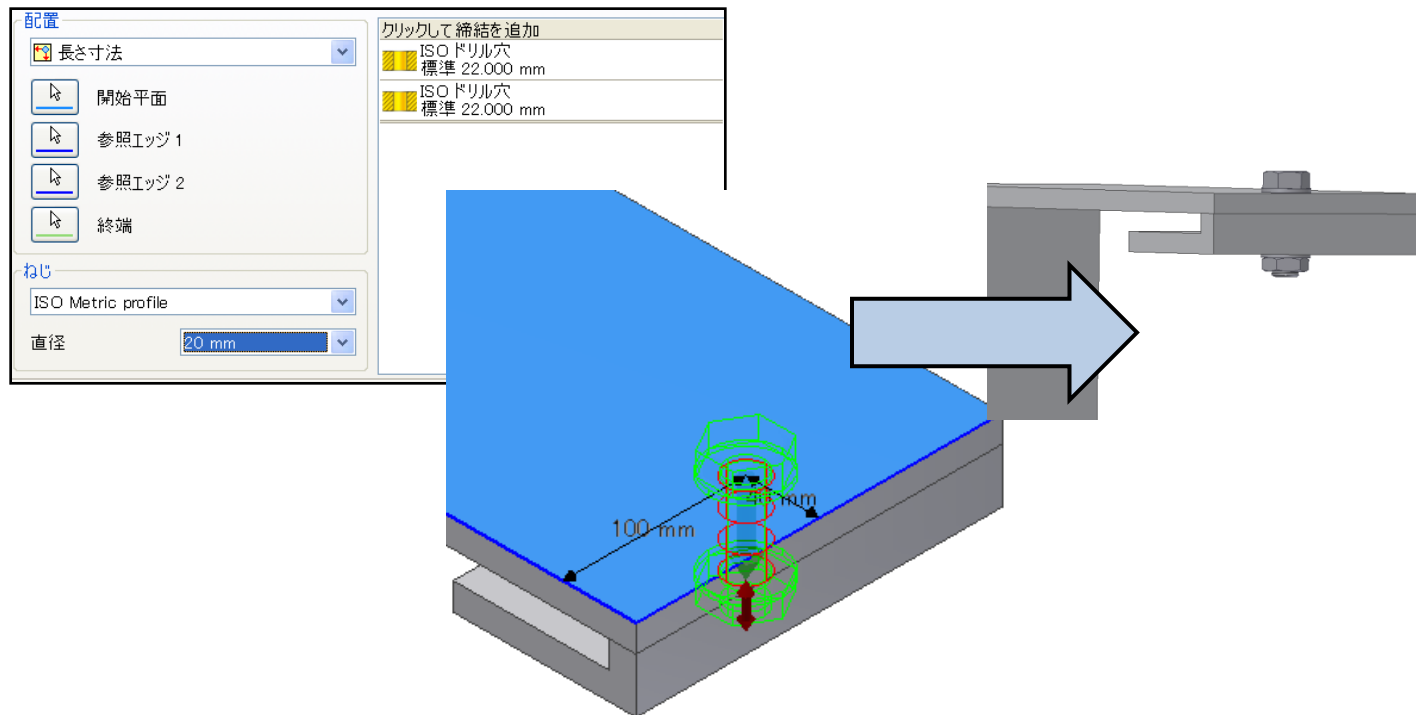 配置
長さ寸法
開始平面
参照エッジ 1
参照エッジ 2
終端
ねじ
ISO Metric profile
直径
20 mm
クリックして締結を追加
ISO ドリル穴
標準 22.000 mm
ISO ドリル穴
標準 22.000 mm
100 mm
mm